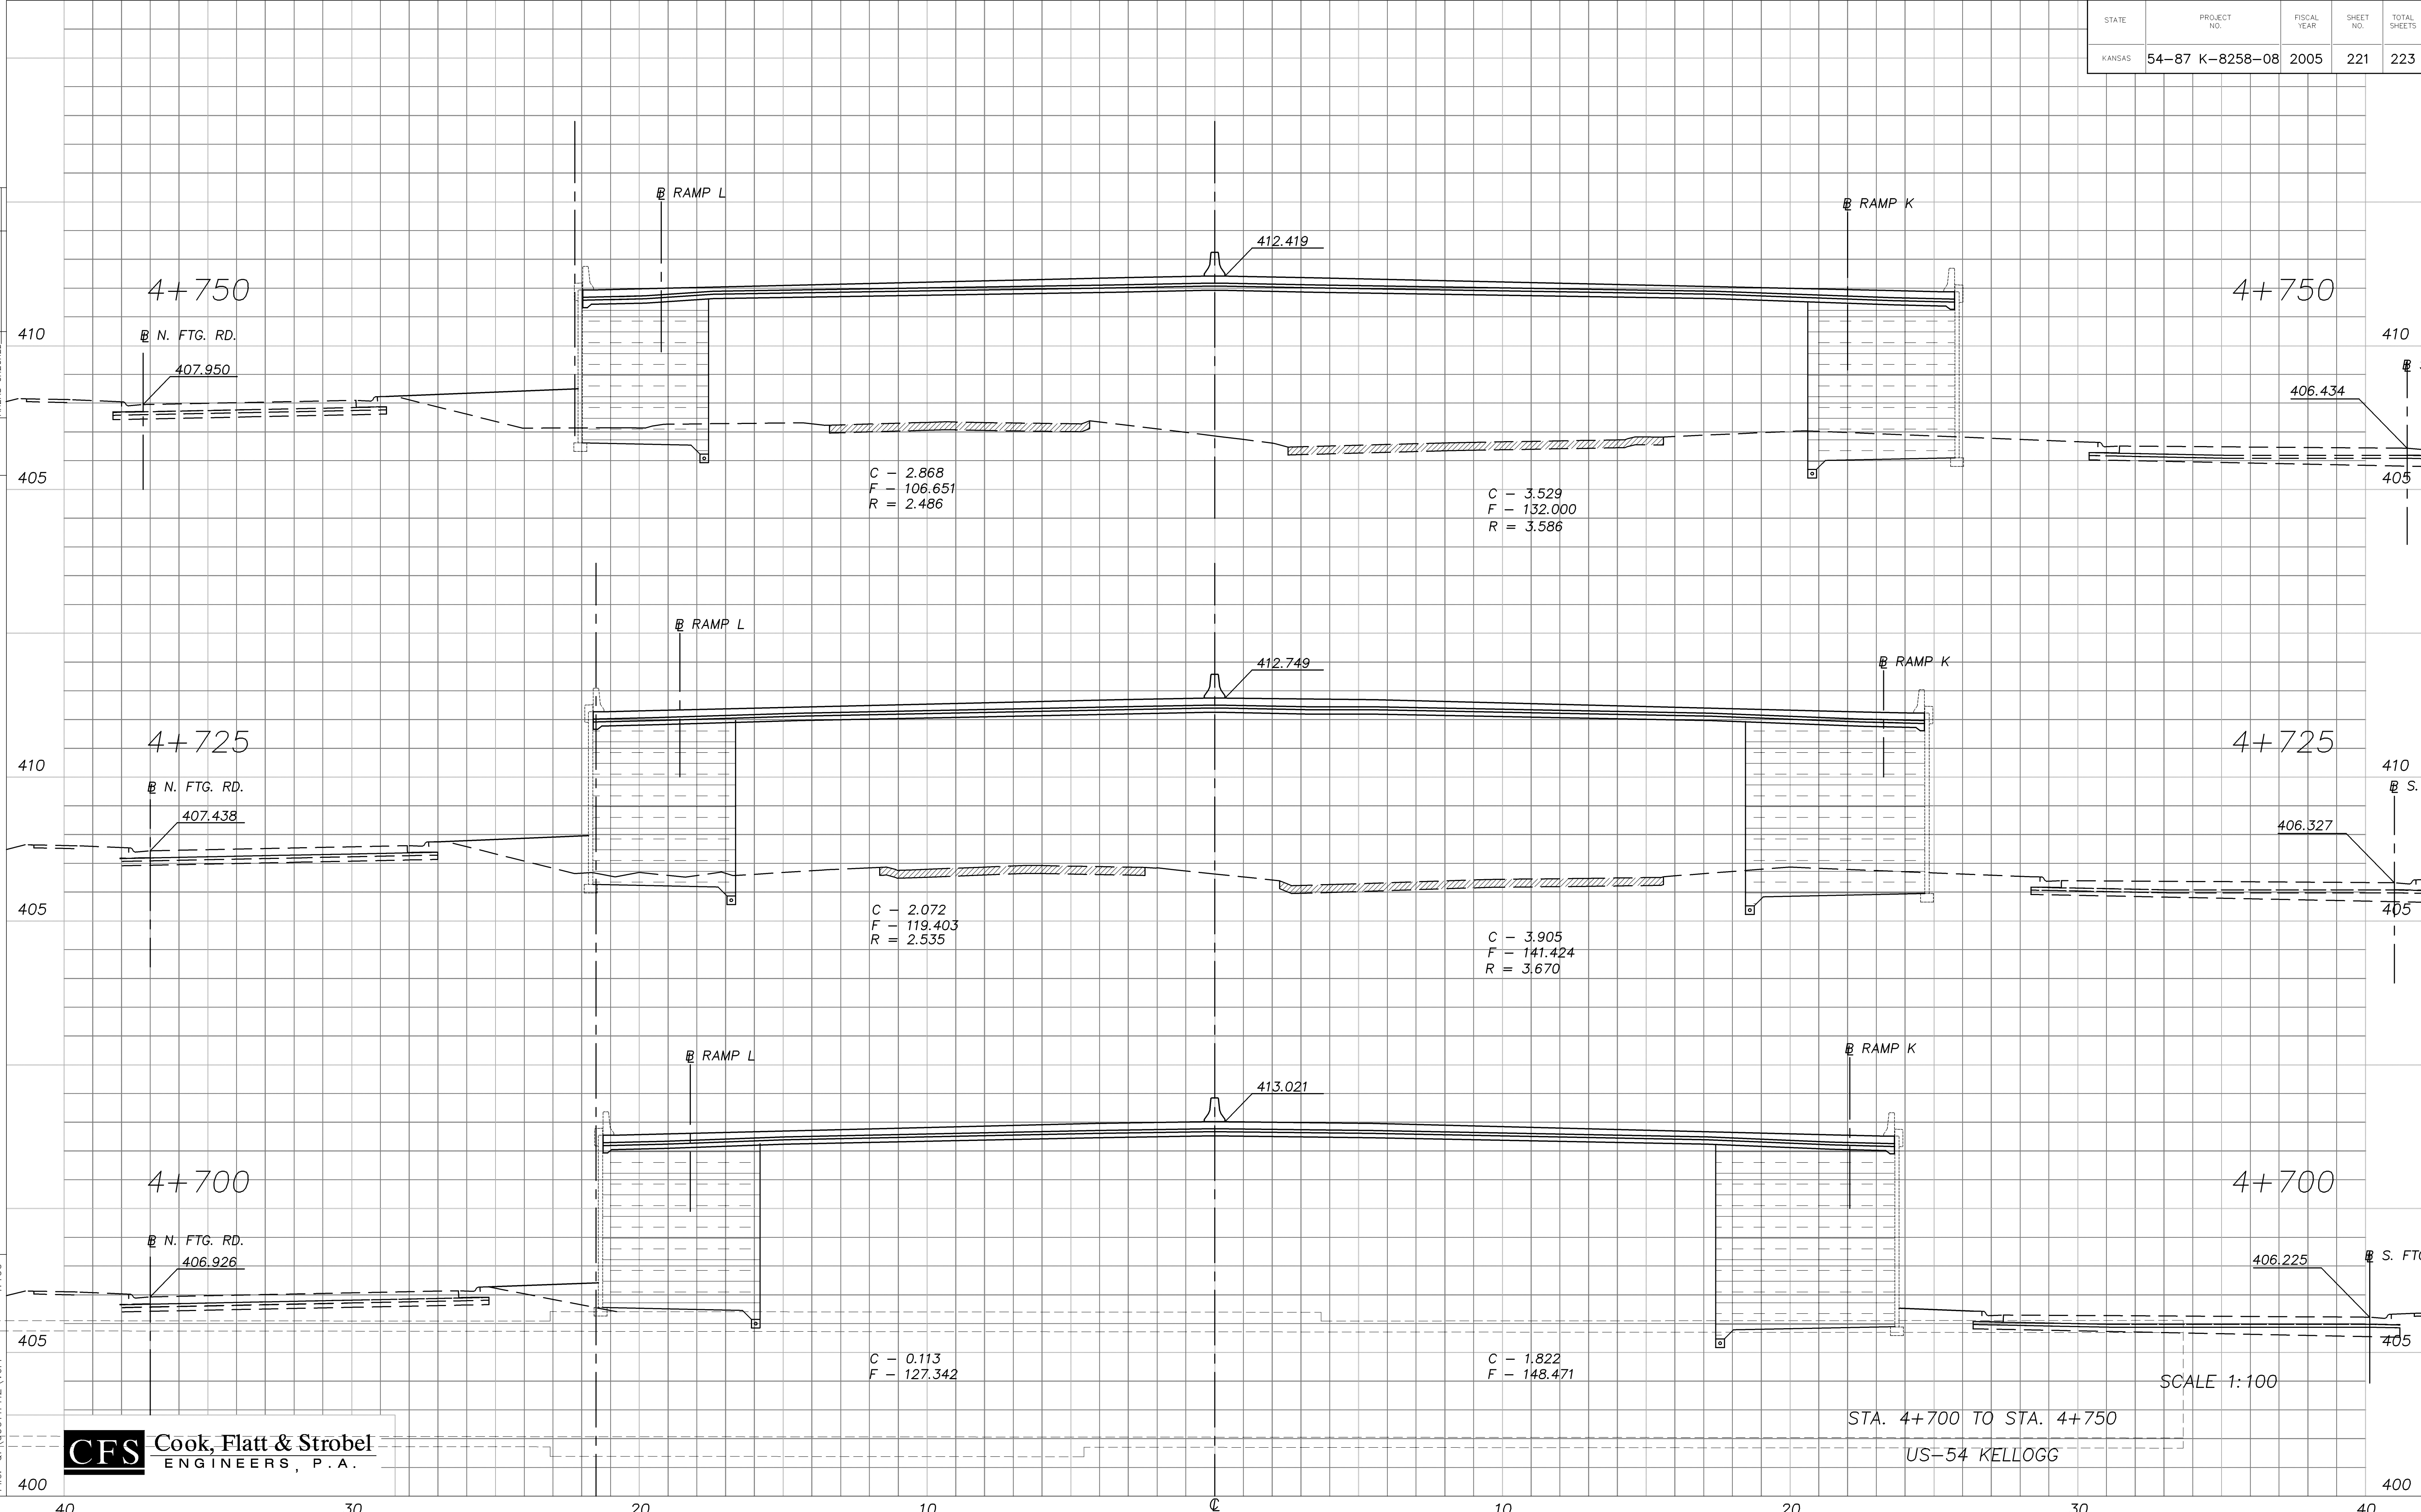 STATE PROJECT NO. FISCAL YEAR SHEET NO. TOTAL SHEETS
KANSAS 54-87 K-8258-08 2005 221 223
℄ RAMP L
℄ RAMP K
412.419
4+750 4+750
410 ℄ N. FTG. RD. 410
407.950
406.434
405 405
C - 2.868
F - 106.651
R = 2.486
C - 3.529
F - 132.000
R = 3.586
℄ RAMP L
412.749
℄ RAMP K
4+725 4+725
410 410
℄ N. FTG. RD. ℄ S.
407.438
406.327
405 405
C - 2.072
F - 119.403
R = 2.535
C - 3.905
F - 141.424
R = 3.670
℄ RAMP L
℄ RAMP K
413.021
4+700 4+700
℄ N. FTG. RD.
℄ S. FTG
406.926
406.225
405 405
C - 0.113
F - 127.342
C - 1.822
F - 148.471
SCALE 1:100
STA. 4+700 TO STA. 4+750
US-54 KELLOGG
CFS Cook, Flatt & Strobel
ENGINEERS, P.A.
400 400
40 30 20 10 ℄ 10 20 30 40